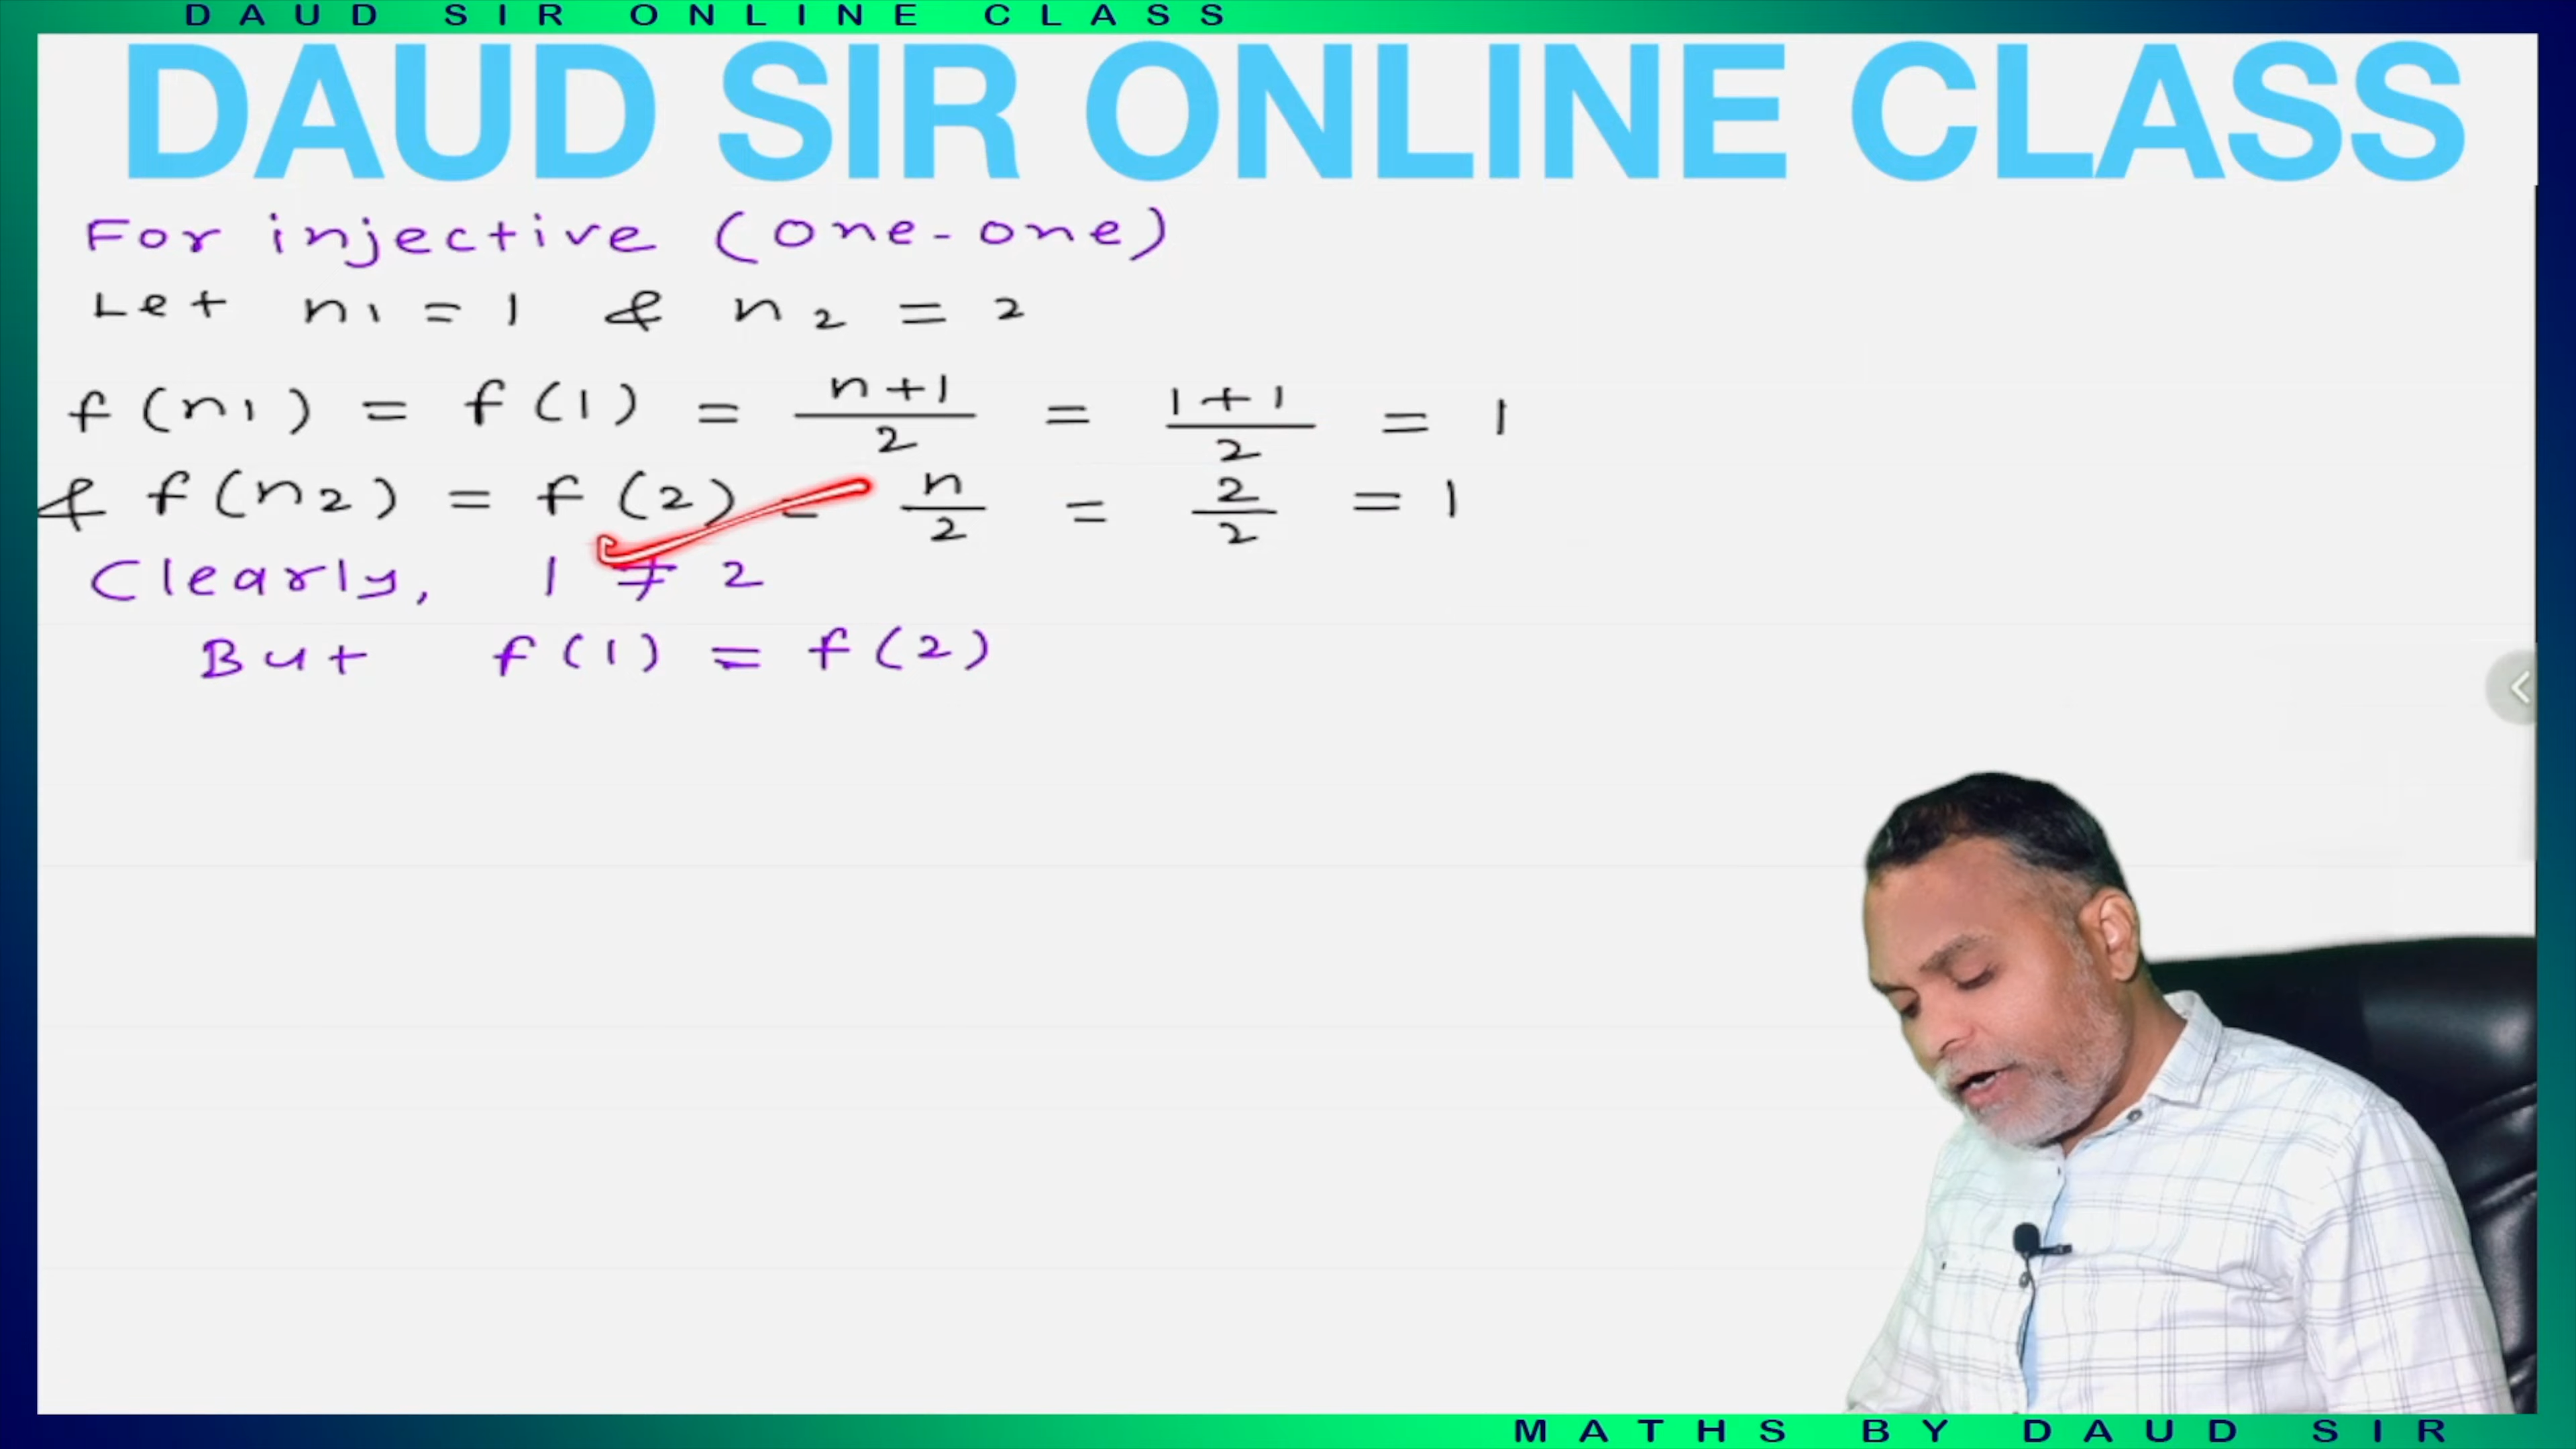 DAUD SIR ONLINE CLASS
DAUD SIR ONLINE CLASS
For injective (one-one)
Let n1 = 1 & n2 = 2
f(n1) = f(1) = n+1/2 = 1+1/2 = 1
& f(n2) = f(2) = n/2 = 2/2 = 1
Clearly, 1 ≠ 2
But f(1) = f(2)
MATHS BY DAUD SIR